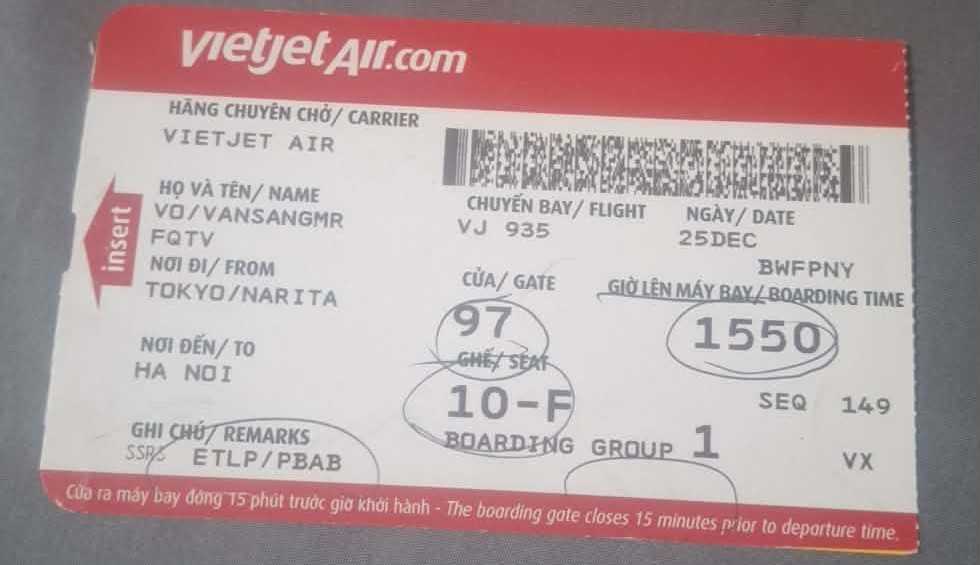 vietjetAir.com
HÃNG CHUYÊN CHỞ/ CARRIER
VIETJET AIR
HỌ VÀ TÊN/ NAME
VO/VANSANGMR
FQTV
CHUYẾN BAY/ FLIGHT
VJ 935
NGÀY/ DATE
25DEC
BWFPNY
NƠI ĐI/ FROM
TOKYO/NARITA
CỬA/ GATE
97
GIỜ LÊN MÁY BAY/ BOARDING TIME
1550
NƠI ĐẾN/ TO
HA NOI
GHẾ/ SEAT
10-F
SEQ 149
BOARDING GROUP 1
VX
GHI CHÚ/ REMARKS
SSRS ETLP/PBAB
insert
Cửa ra máy bay đóng 15 phút trước giờ khởi hành - The boarding gate closes 15 minutes prior to departure time.